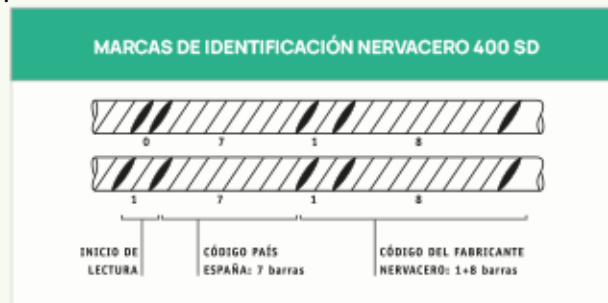 MARCAS DE IDENTIFICACIÓN NERVACERO 400 SD
0 7 1 8
1 7 1 8
INICIO DE
LECTURA
CÓDIGO PAÍS
ESPAÑA: 7 barras
CÓDIGO DEL FABRICANTE
NERVACERO: 1+8 barras